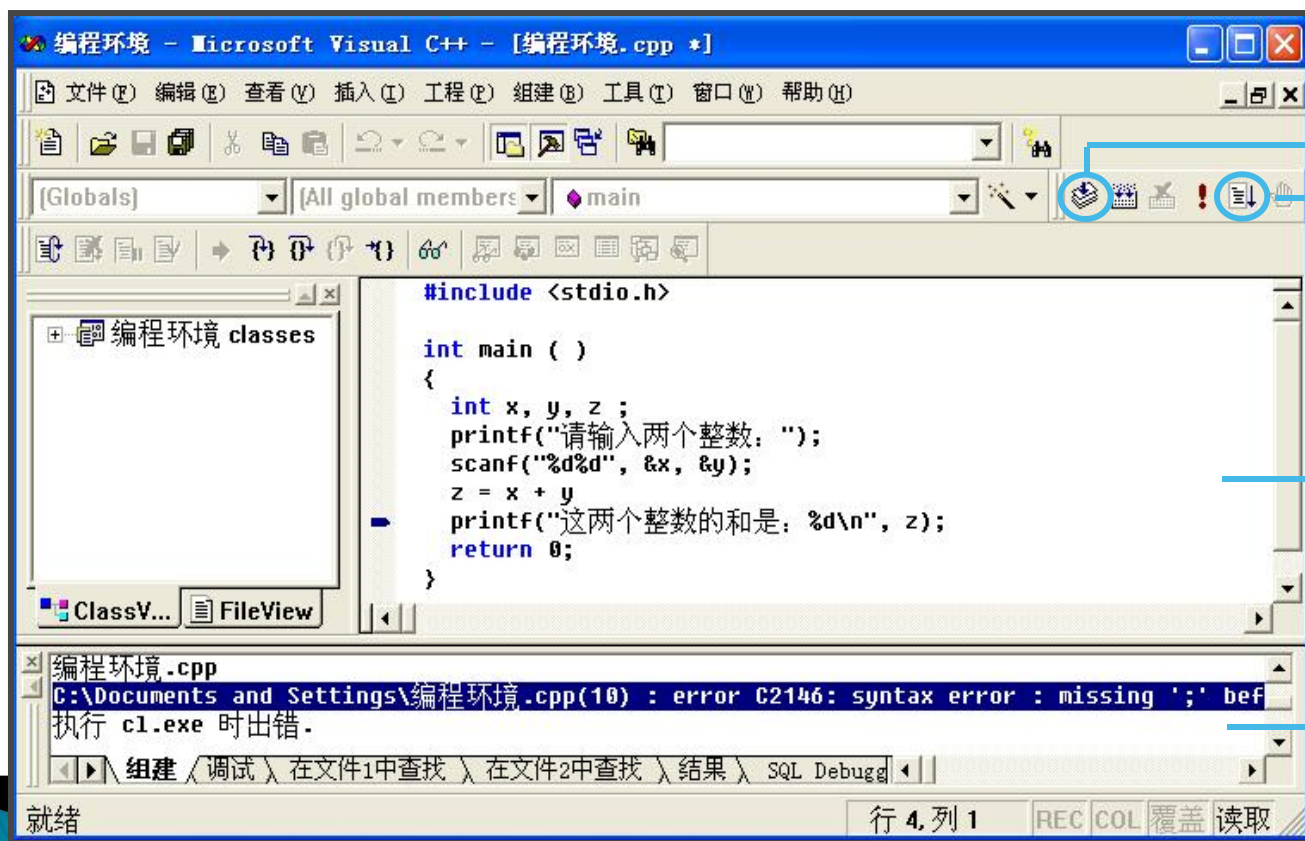 编程环境 - Microsoft Visual C++ - [编程环境.cpp *]
文件(F) 编辑(E) 查看(V) 插入(I) 工程(P) 组建(B) 工具(T) 窗口(W) 帮助(H)
(Globals) (All global members main
#include <stdio.h>
编程环境 classes
int main ( )
{
int x, y, z ;
printf("请输入两个整数: ");
scanf("%d%d", &x, &y);
z = x + y
printf("这两个整数的和是: %d\n", z);
return 0;
}
ClassV... FileView
编程环境.cpp
C:\Documents and Settings\编程环境.cpp(10) : error C2146: syntax error : missing ';' bef
执行 cl.exe 时出错.
组建 调试 在文件1中查找 在文件2中查找 结果 SQL Debugg
就绪 行 4, 列 1 REC COL 覆盖 读取